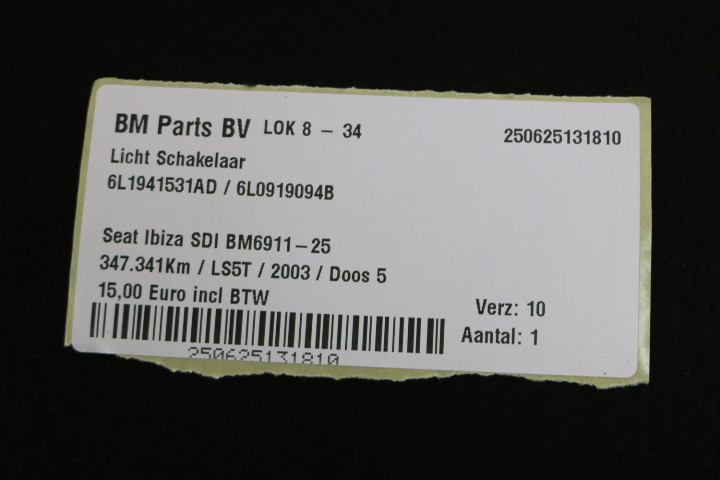 BM Parts BV LOK 8 - 34 250625131810
Licht Schakelaar
6L1941531AD / 6L0919094B
Seat Ibiza SDI BM6911-25
347.341Km / LS5T / 2003 / Doos 5
15,00 Euro incl BTW
Verz: 10
Aantal: 1
250625131810